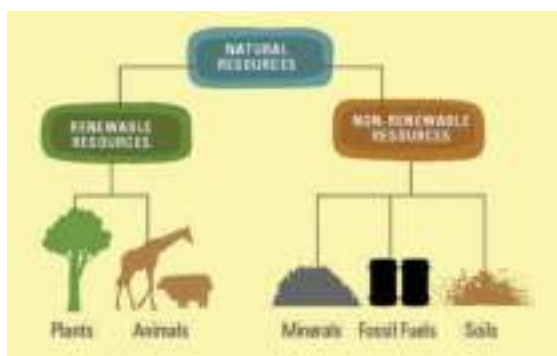 NATURAL
RESOURCES
RENEWABLE
RESOURCES
NON-RENEWABLE
RESOURCES
Plants
Animals
Minerals
Fossil Fuels
Soils